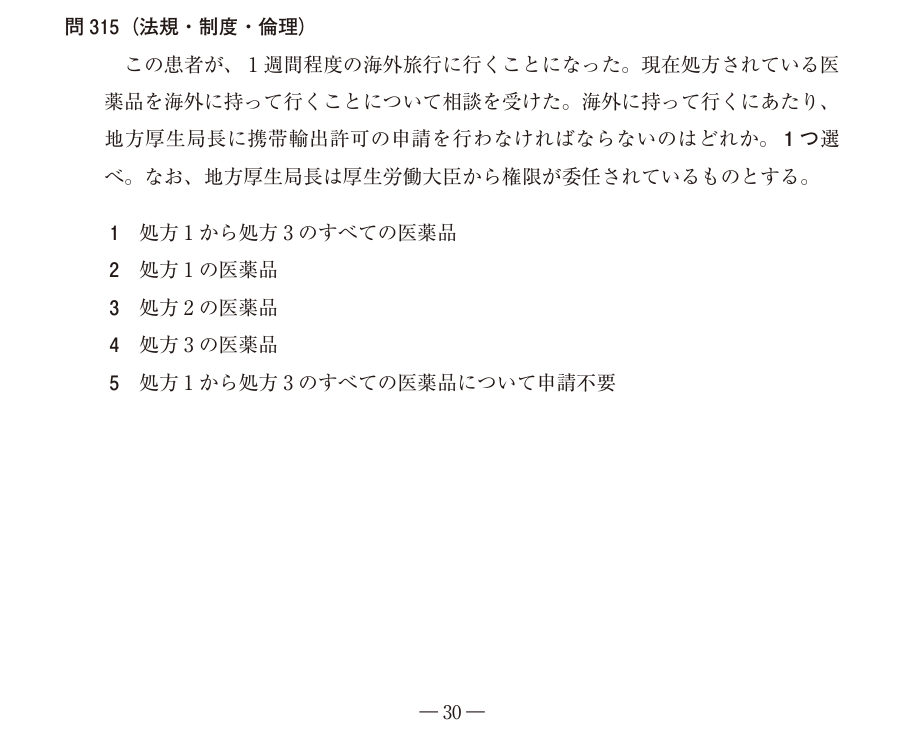 問 315（法規・制度・倫理）
この患者が、１週間程度の海外旅行に行くことになった。現在処方されている医
薬品を海外に持って行くことについて相談を受けた。海外に持って行くにあたり、
地方厚生局長に携帯輸出許可の申請を行わなければならないのはどれか。１つ選
べ。なお、地方厚生局長は厚生労働大臣から権限が委任されているものとする。
1　処方１から処方３のすべての医薬品
2　処方１の医薬品
3　処方２の医薬品
4　処方３の医薬品
5　処方１から処方３のすべての医薬品について申請不要
— 30 —